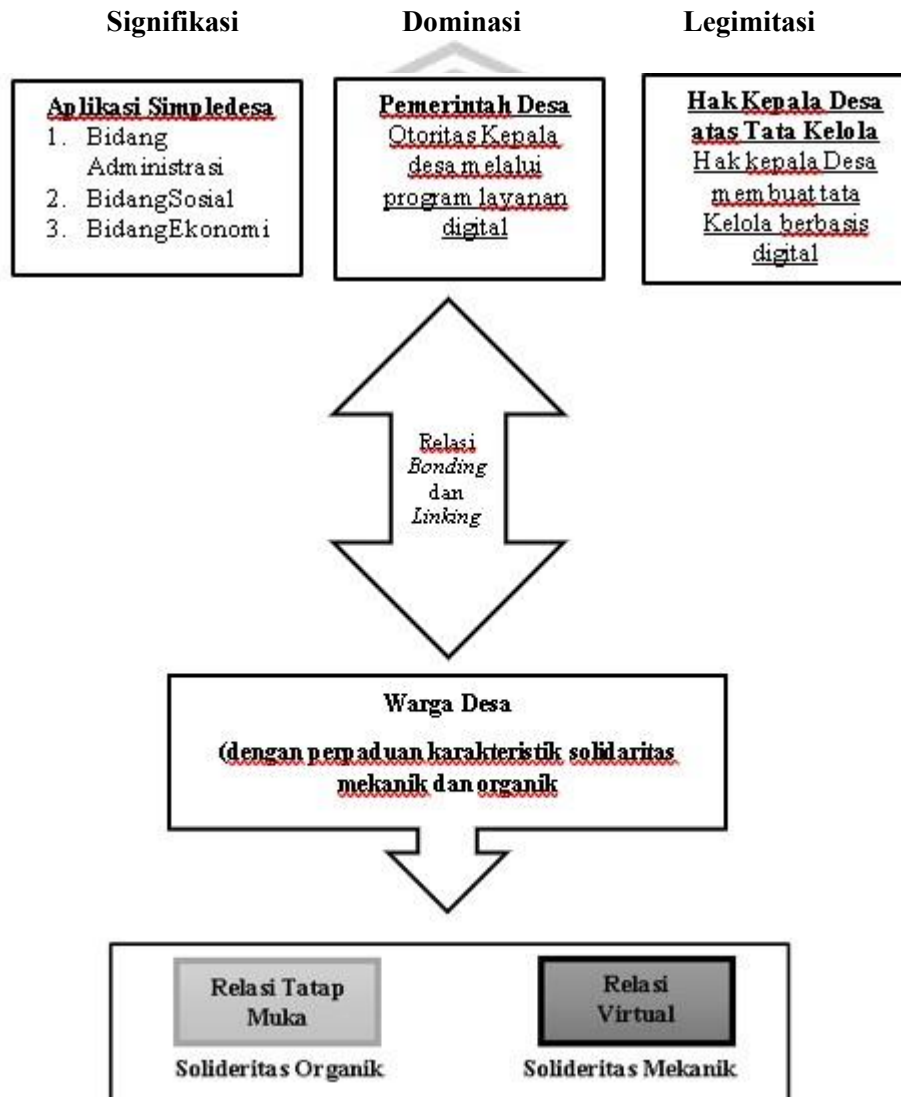 Signifikasi
Dominasi
Legimitasi
Aplikasi Simpledesa
1. Bidang
Administrasi
2. BidangSosial
3. BidangEkonomi
Pemerintah Desa
Otoritas Kepala
desa melalui
program layanan
digital
Hak Kepala Desa
atas Tata Kelola
Hak kepala Desa
membuat tata
Kelola berbasis
digital
Relasi
Bonding
dan
Linking
Warga Desa
(dengan perpaduan karakteristik solidaritas
mekanik dan organik
Relasi Tatap
Muka
Relasi
Virtual
Solideritas Organik
Solideritas Mekanik